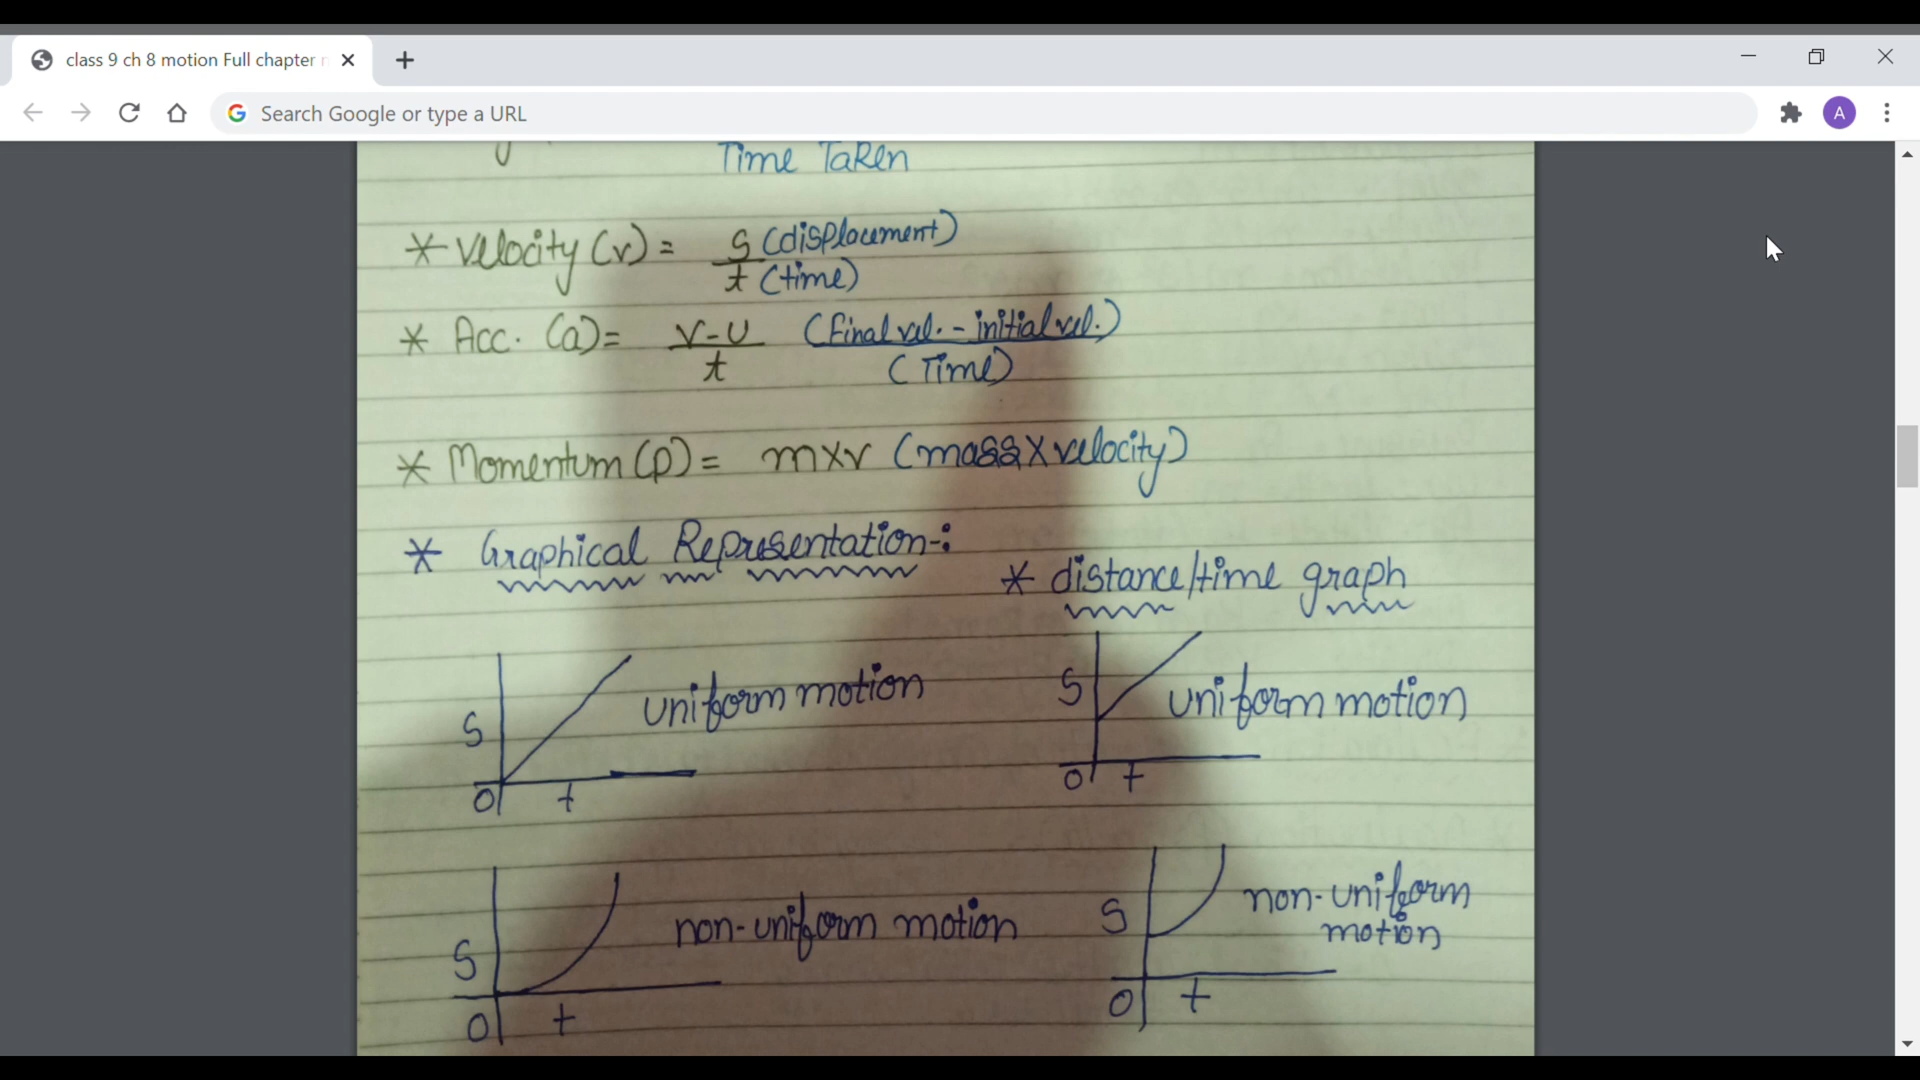 class 9 ch 8 motion Full chapter
Search Google or type a URL
A
Time Taken
* Velocity (v) = S (displacement)
t (time)
* Acc. (a) = v-u (Final vel. - initial vel.)
t (Time)
* Momentum (p) = m×v (mass × velocity)
* Graphical Representation-:
* distance/time graph
S uniform motion
O t
S uniform motion
O t
S non-uniform motion
O t
S non-uniform
motion
O t